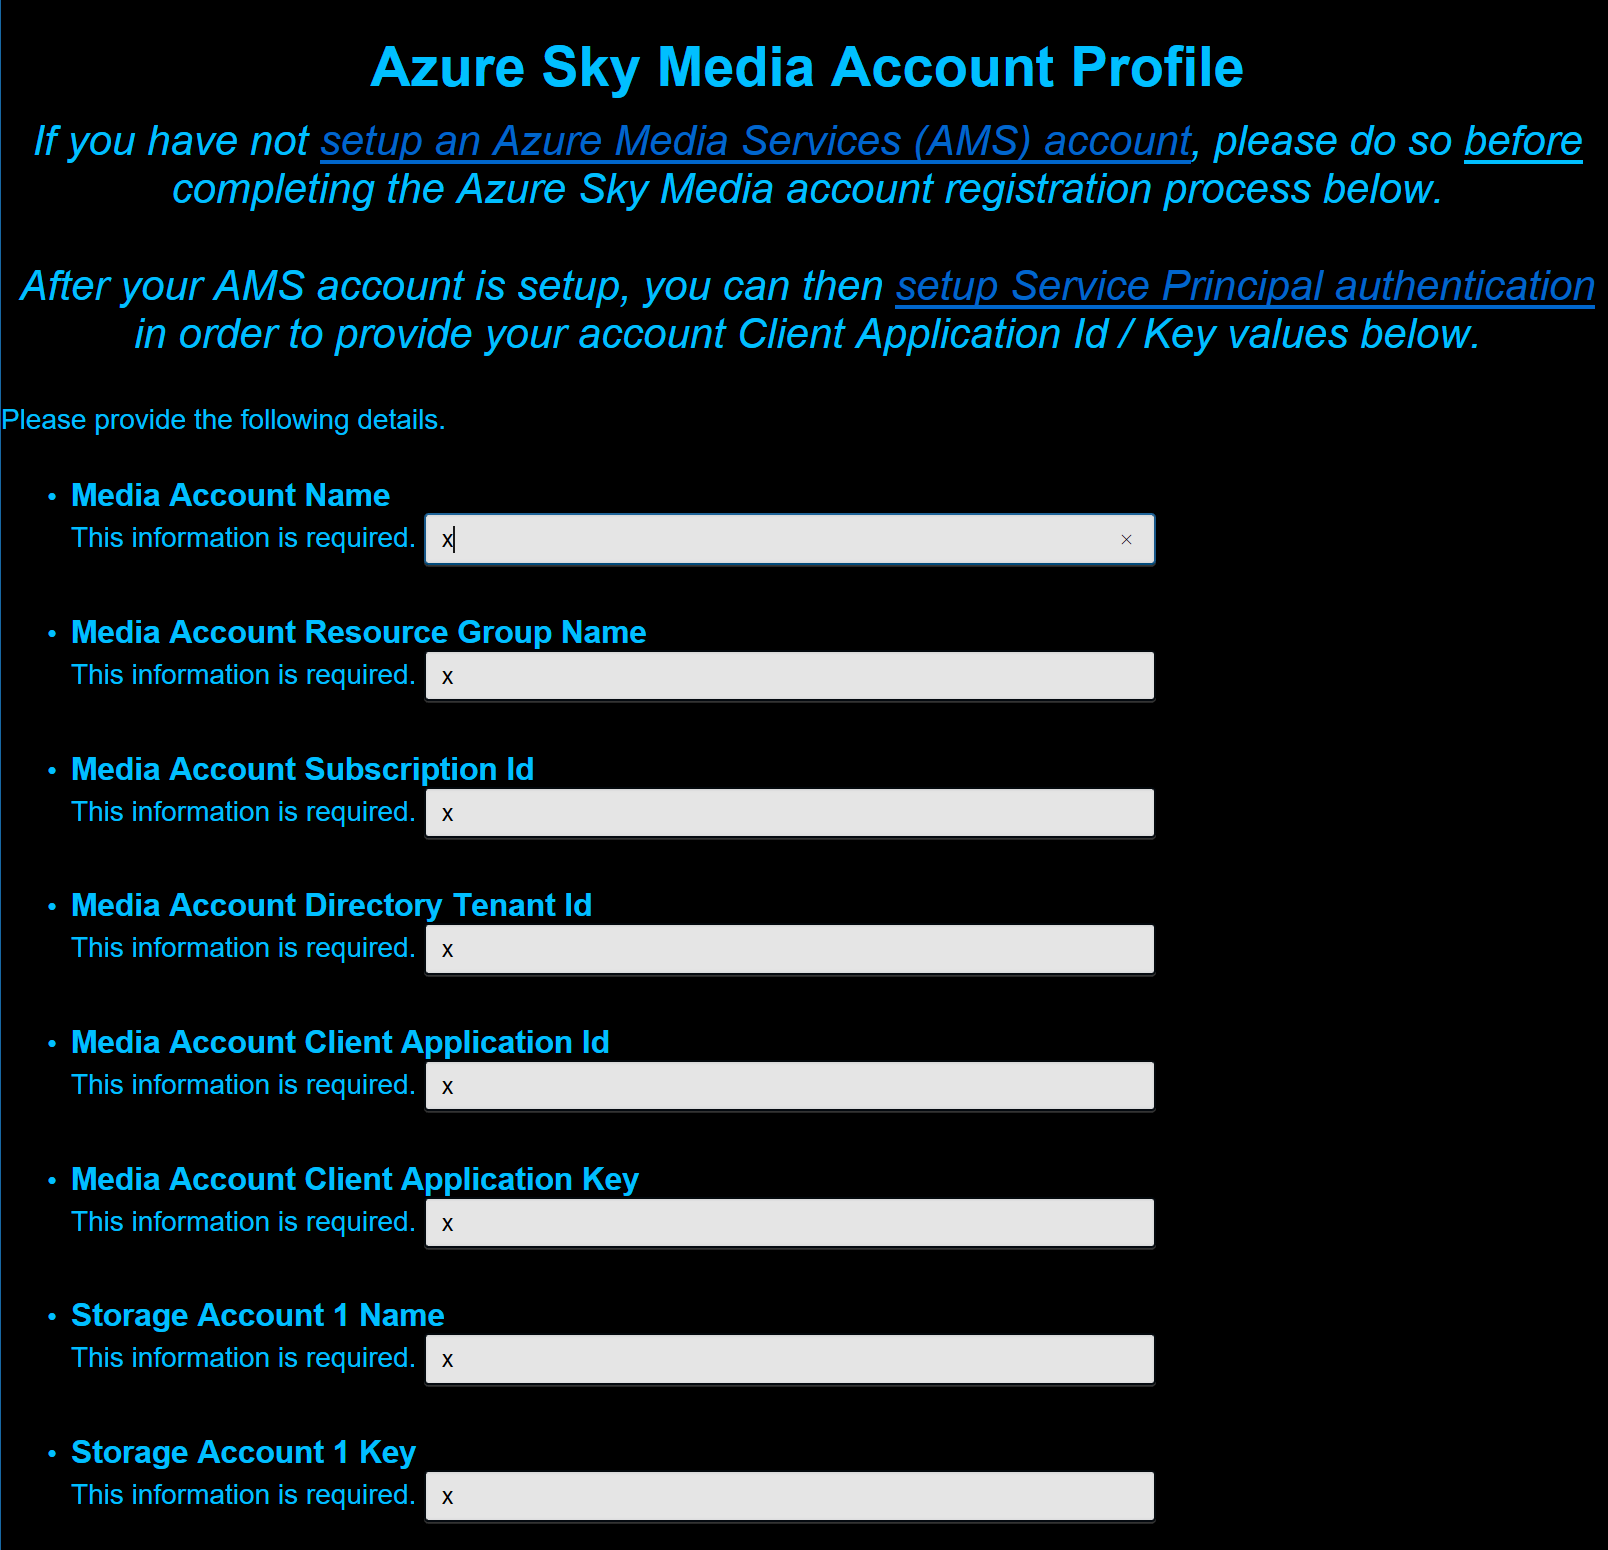 Azure Sky Media Account Profile
If you have not setup an Azure Media Services (AMS) account, please do so before
completing the Azure Sky Media account registration process below.
After your AMS account is setup, you can then setup Service Principal authentication
in order to provide your account Client Application Id / Key values below.
Please provide the following details.
• Media Account Name
This information is required. x ×
• Media Account Resource Group Name
This information is required. x
• Media Account Subscription Id
This information is required. x
• Media Account Directory Tenant Id
This information is required. x
• Media Account Client Application Id
This information is required. x
• Media Account Client Application Key
This information is required. x
• Storage Account 1 Name
This information is required. x
• Storage Account 1 Key
This information is required. x